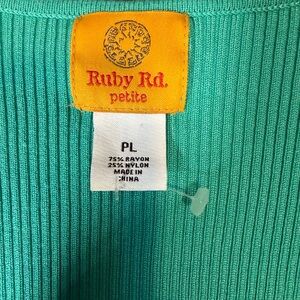 Ruby Rd.
petite
PL
75% RAYON
25% NYLON
MADE IN
CHINA